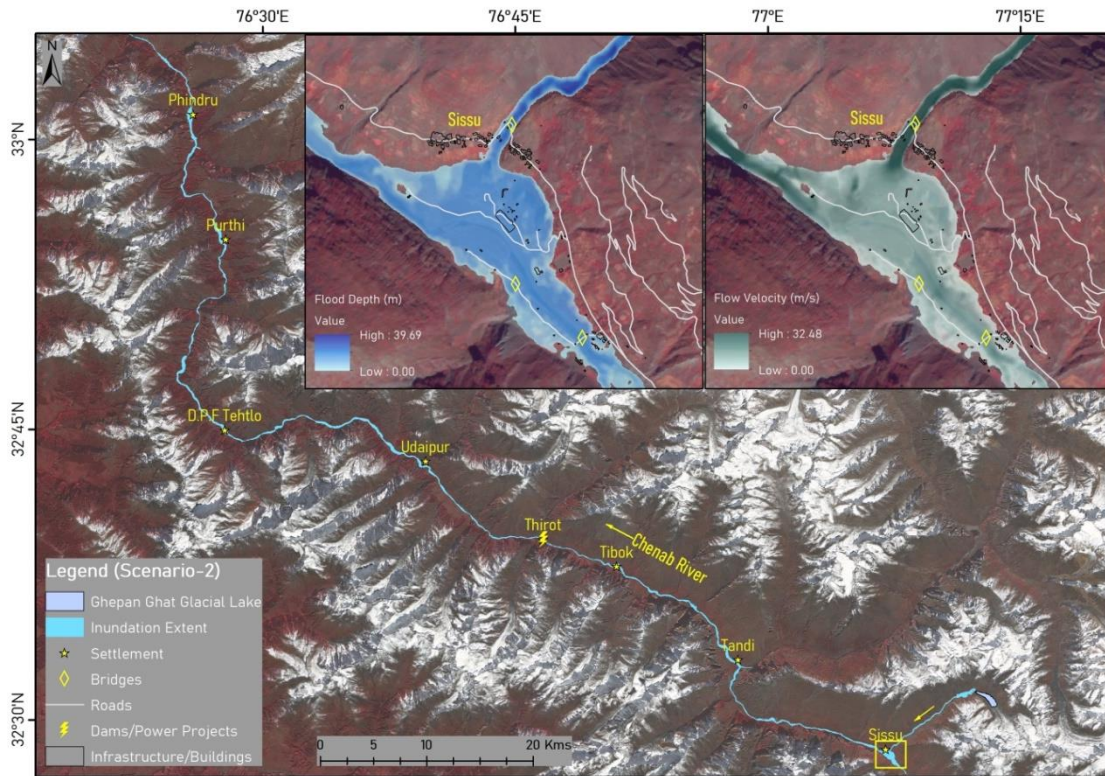 76°30'E
76°45'E
77°E
77°15'E
N
33°N
32°45'N
32°30'N
Phindru
Purthi
D.P.F Tehtlo
Udaipur
Thirot
Tibok
Chenab River
Tandi
Sissu
Sissu
Flood Depth (m)
Value
High : 39.69
Low : 0.00
Sissu
Flow Velocity (m/s)
Value
High : 32.48
Low : 0.00
Legend (Scenario-2)
Ghepan Ghat Glacial Lake
Inundation Extent
Settlement
Bridges
Roads
Dams/Power Projects
Infrastructure/Buildings
0 5 10 20 Kms